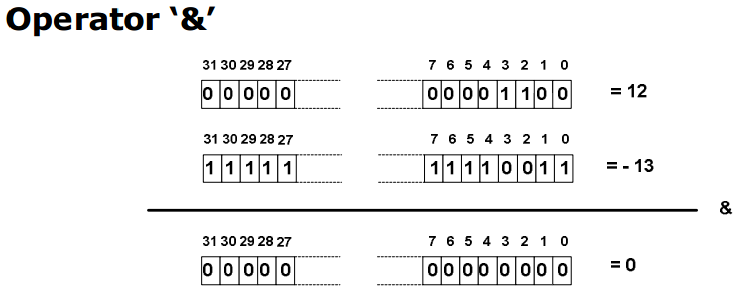 Operator ‘&’
31 30 29 28 27 7 6 5 4 3 2 1 0
0 0 0 0 0 0 0 0 0 1 1 0 0 = 12
31 30 29 28 27 7 6 5 4 3 2 1 0
1 1 1 1 1 1 1 1 1 0 0 1 1 = - 13
&
31 30 29 28 27 7 6 5 4 3 2 1 0
0 0 0 0 0 0 0 0 0 0 0 0 0 = 0